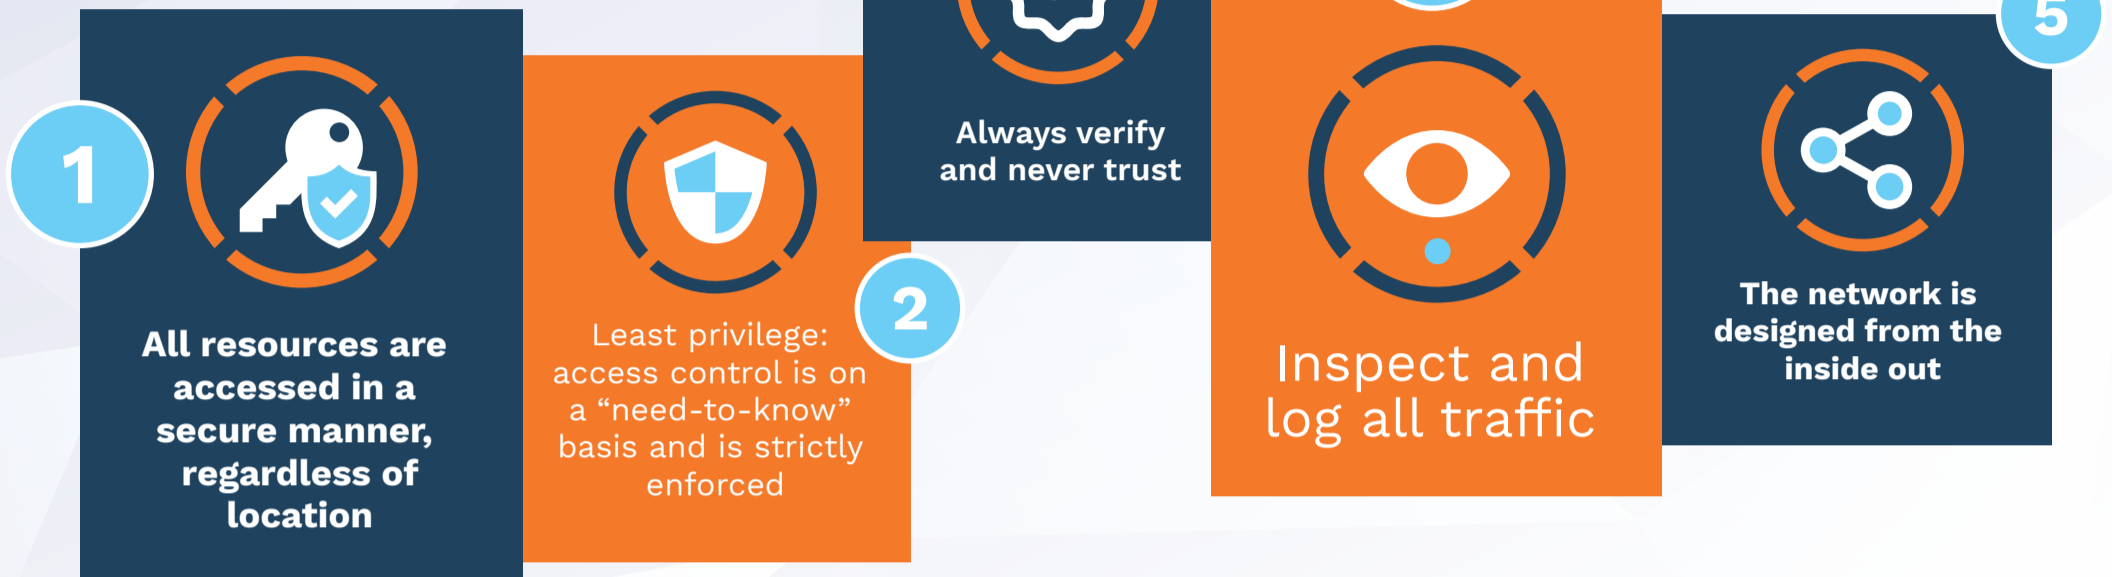 1
All resources are
accessed in a
secure manner,
regardless of
location
2
Least privilege:
access control is on
a “need-to-know”
basis and is strictly
enforced
Always verify
and never trust
Inspect and
log all traffic
5
The network is
designed from the
inside out